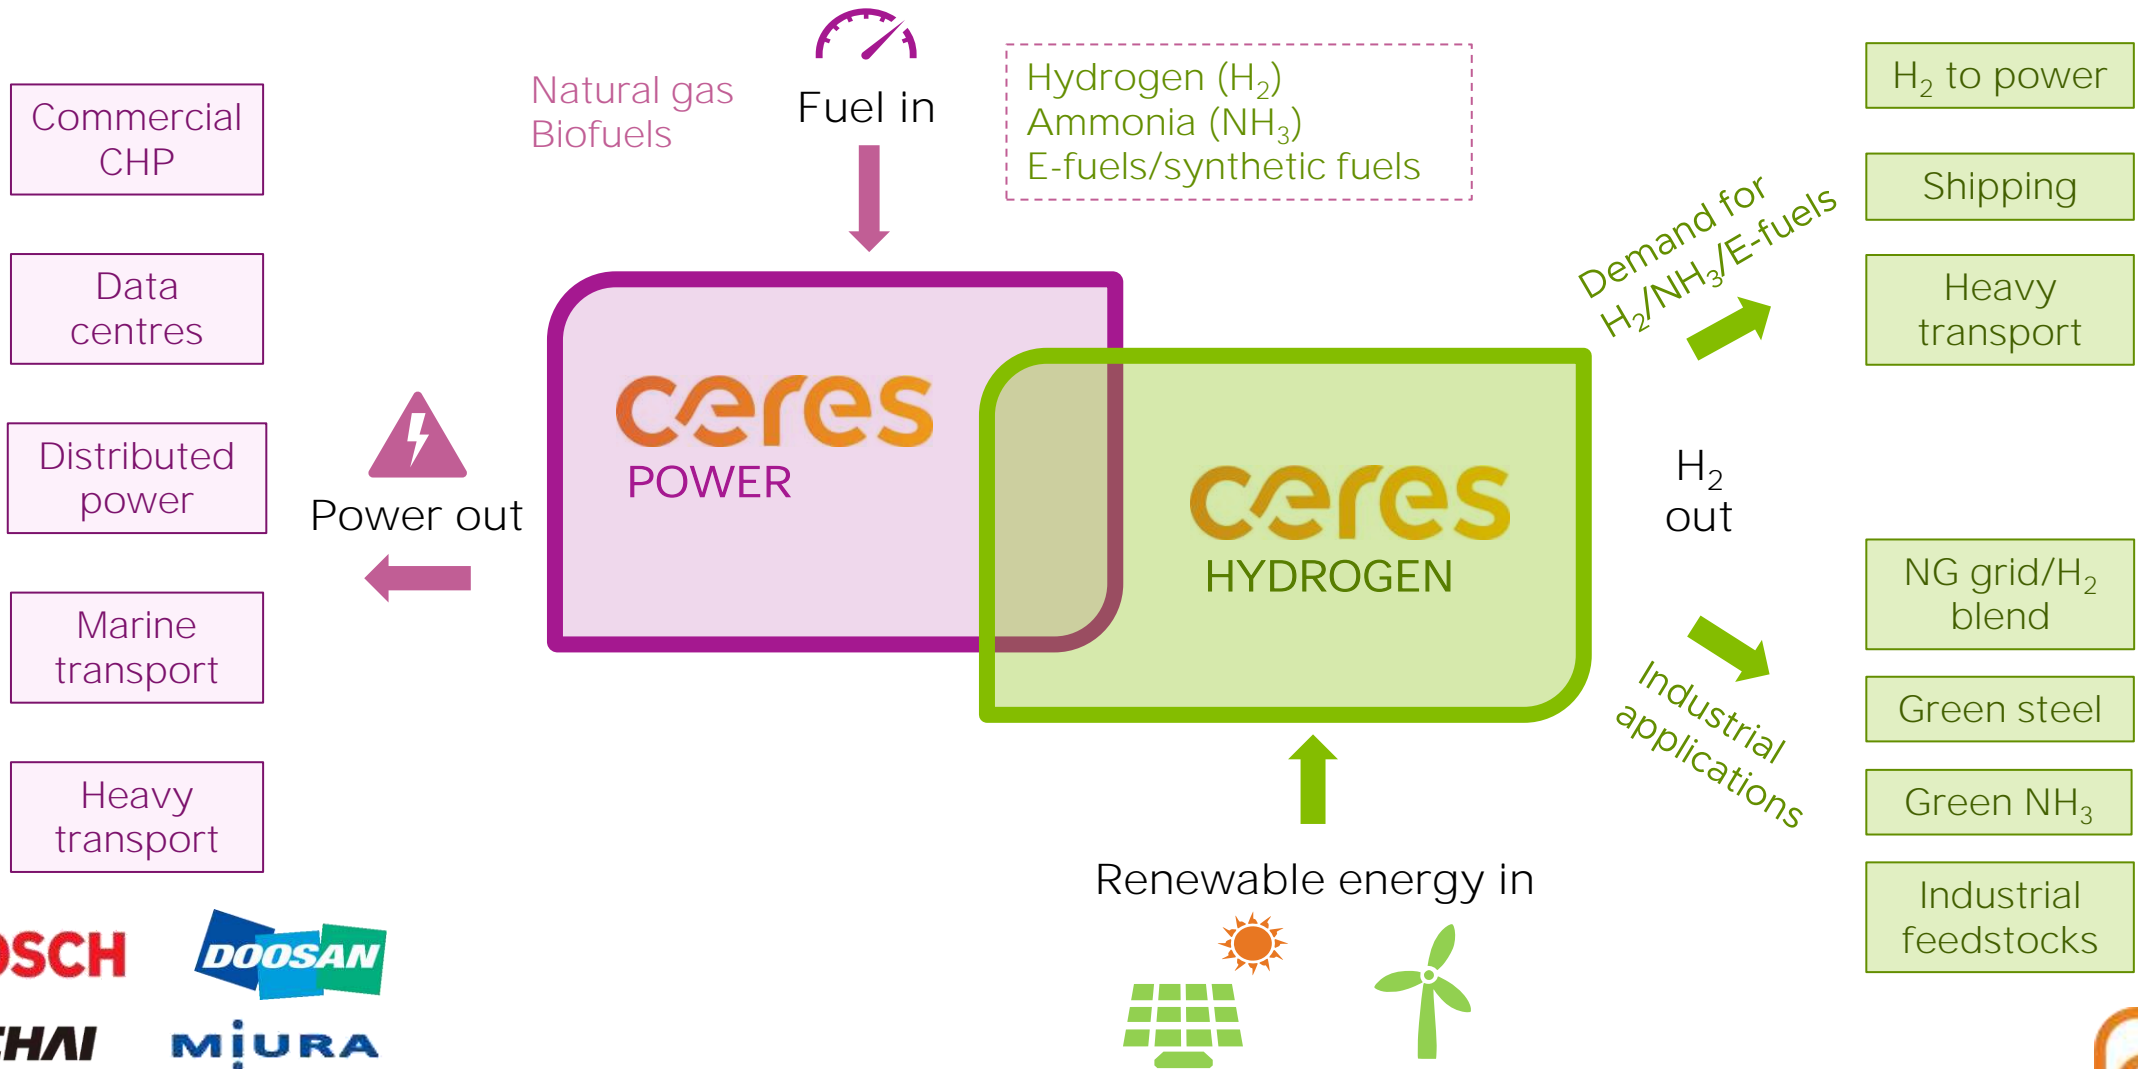 Commercial
CHP
Data
centres
Distributed
power
Marine
transport
Heavy
transport
Natural gas
Biofuels
Fuel in
Hydrogen (H₂)
Ammonia (NH₃)
E-fuels/synthetic fuels
Power out
ceres
POWER
ceres
HYDROGEN
Renewable energy in
Demand for
H₂/NH₃/E-fuels
H₂
out
Industrial
applications
H₂ to power
Shipping
Heavy
transport
NG grid/H₂
blend
Green steel
Green NH₃
Industrial
feedstocks
DOOSAN
MIURA